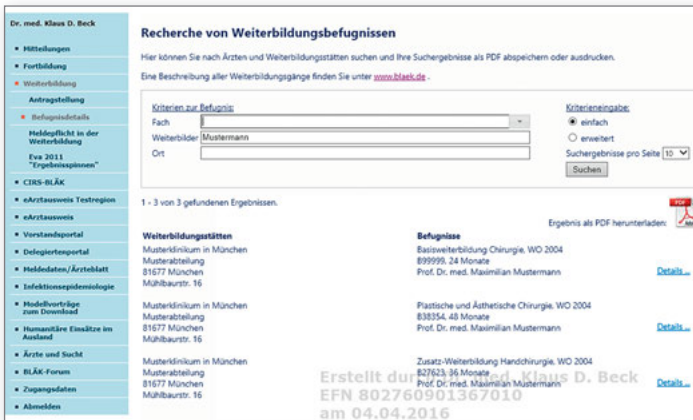 Dr. med. Klaus D. Beck
Mitteilungen
Fortbildung
Weiterbildung
Antragstellung
Befugnisdetails
Meldepflicht in der
Weiterbildung
Eva 2011
"Ergebnisspinnen"
CIRS-BLÄK
eArztausweis Testregion
eArztausweis
Vorstandsportal
Delegiertenportal
Meldedaten/Ärzteblatt
Infektionsepidemiologie
Modellvorträge
zum Download
Humanitäre Einsätze im
Ausland
Ärzte und Sucht
BLÄK-Forum
Zugangsdaten
Abmelden
Recherche von Weiterbildungsbefugnissen
Hier können Sie nach Ärzten und Weiterbildungsstätten suchen und Ihre Suchergebnisse als PDF abspeichern oder ausdrucken.
Eine Beschreibung aller Weiterbildungsgänge finden Sie unter www.blaek.de .
Kriterien zur Befugnis:
Fach
Weiterbilder Mustermann
Ort
Kriterieneingabe:
einfach
erweitert
Suchergebnisse pro Seite 10
Suchen
1 - 3 von 3 gefundenen Ergebnissen.
Ergebnis als PDF herunterladen:
PDF
Weiterbildungsstätten Befugnisse
Musterklinikum in München Basisweiterbildung Chirurgie, WO 2004
Musterabteilung 899999, 24 Monate
81677 München Prof. Dr. med. Maximilian Mustermann Details ...
Mühlbaurstr. 16
Musterklinikum in München Plastische und Ästhetische Chirurgie, WO 2004
Musterabteilung 838354, 48 Monate
81677 München Prof. Dr. med. Maximilian Mustermann Details ...
Mühlbaurstr. 16
Musterklinikum in München Zusatz-Weiterbildung Handchirurgie, WO 2004
Musterabteilung 827623, 36 Monate
81677 München Prof. Dr. med. Maximilian Mustermann Details ...
Mühlbaurstr. 16
Erstellt durch Dr. med. Klaus D. Beck
EFN 802760901367010
am 04.04.2016